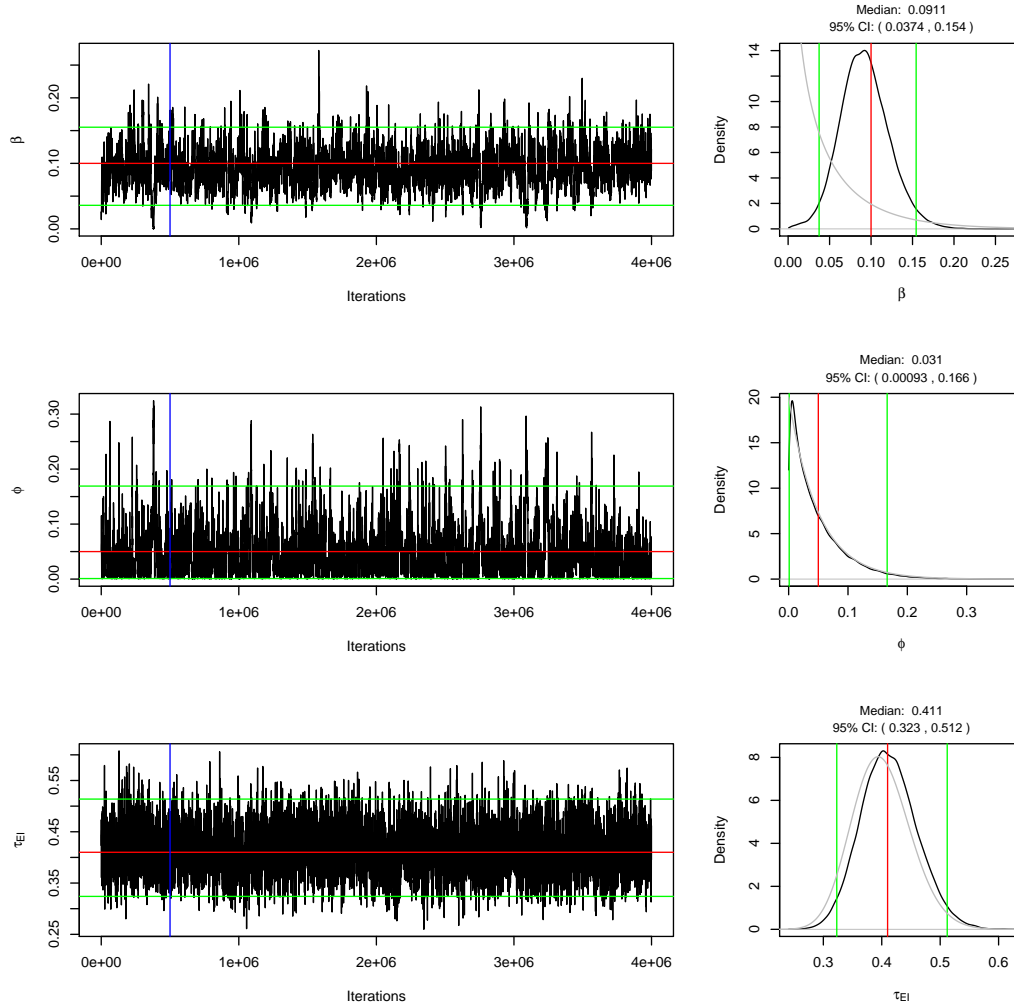 Median: 0.0911
95% CI: ( 0.0374 , 0.154 )
β
0.00 0.10 0.20
0e+00 1e+06 2e+06 3e+06 4e+06
Iterations
Density
0 2 4 6 8 10 12 14
0.00 0.05 0.10 0.15 0.20 0.25
β
Median: 0.031
95% CI: ( 0.00093 , 0.166 )
ϕ
0.00 0.10 0.20 0.30
0e+00 1e+06 2e+06 3e+06 4e+06
Iterations
Density
0 5 10 15 20
0.0 0.1 0.2 0.3
ϕ
Median: 0.411
95% CI: ( 0.323 , 0.512 )
τEI
0.25 0.35 0.45 0.55
0e+00 1e+06 2e+06 3e+06 4e+06
Iterations
Density
0 2 4 6 8
0.3 0.4 0.5 0.6
τEI